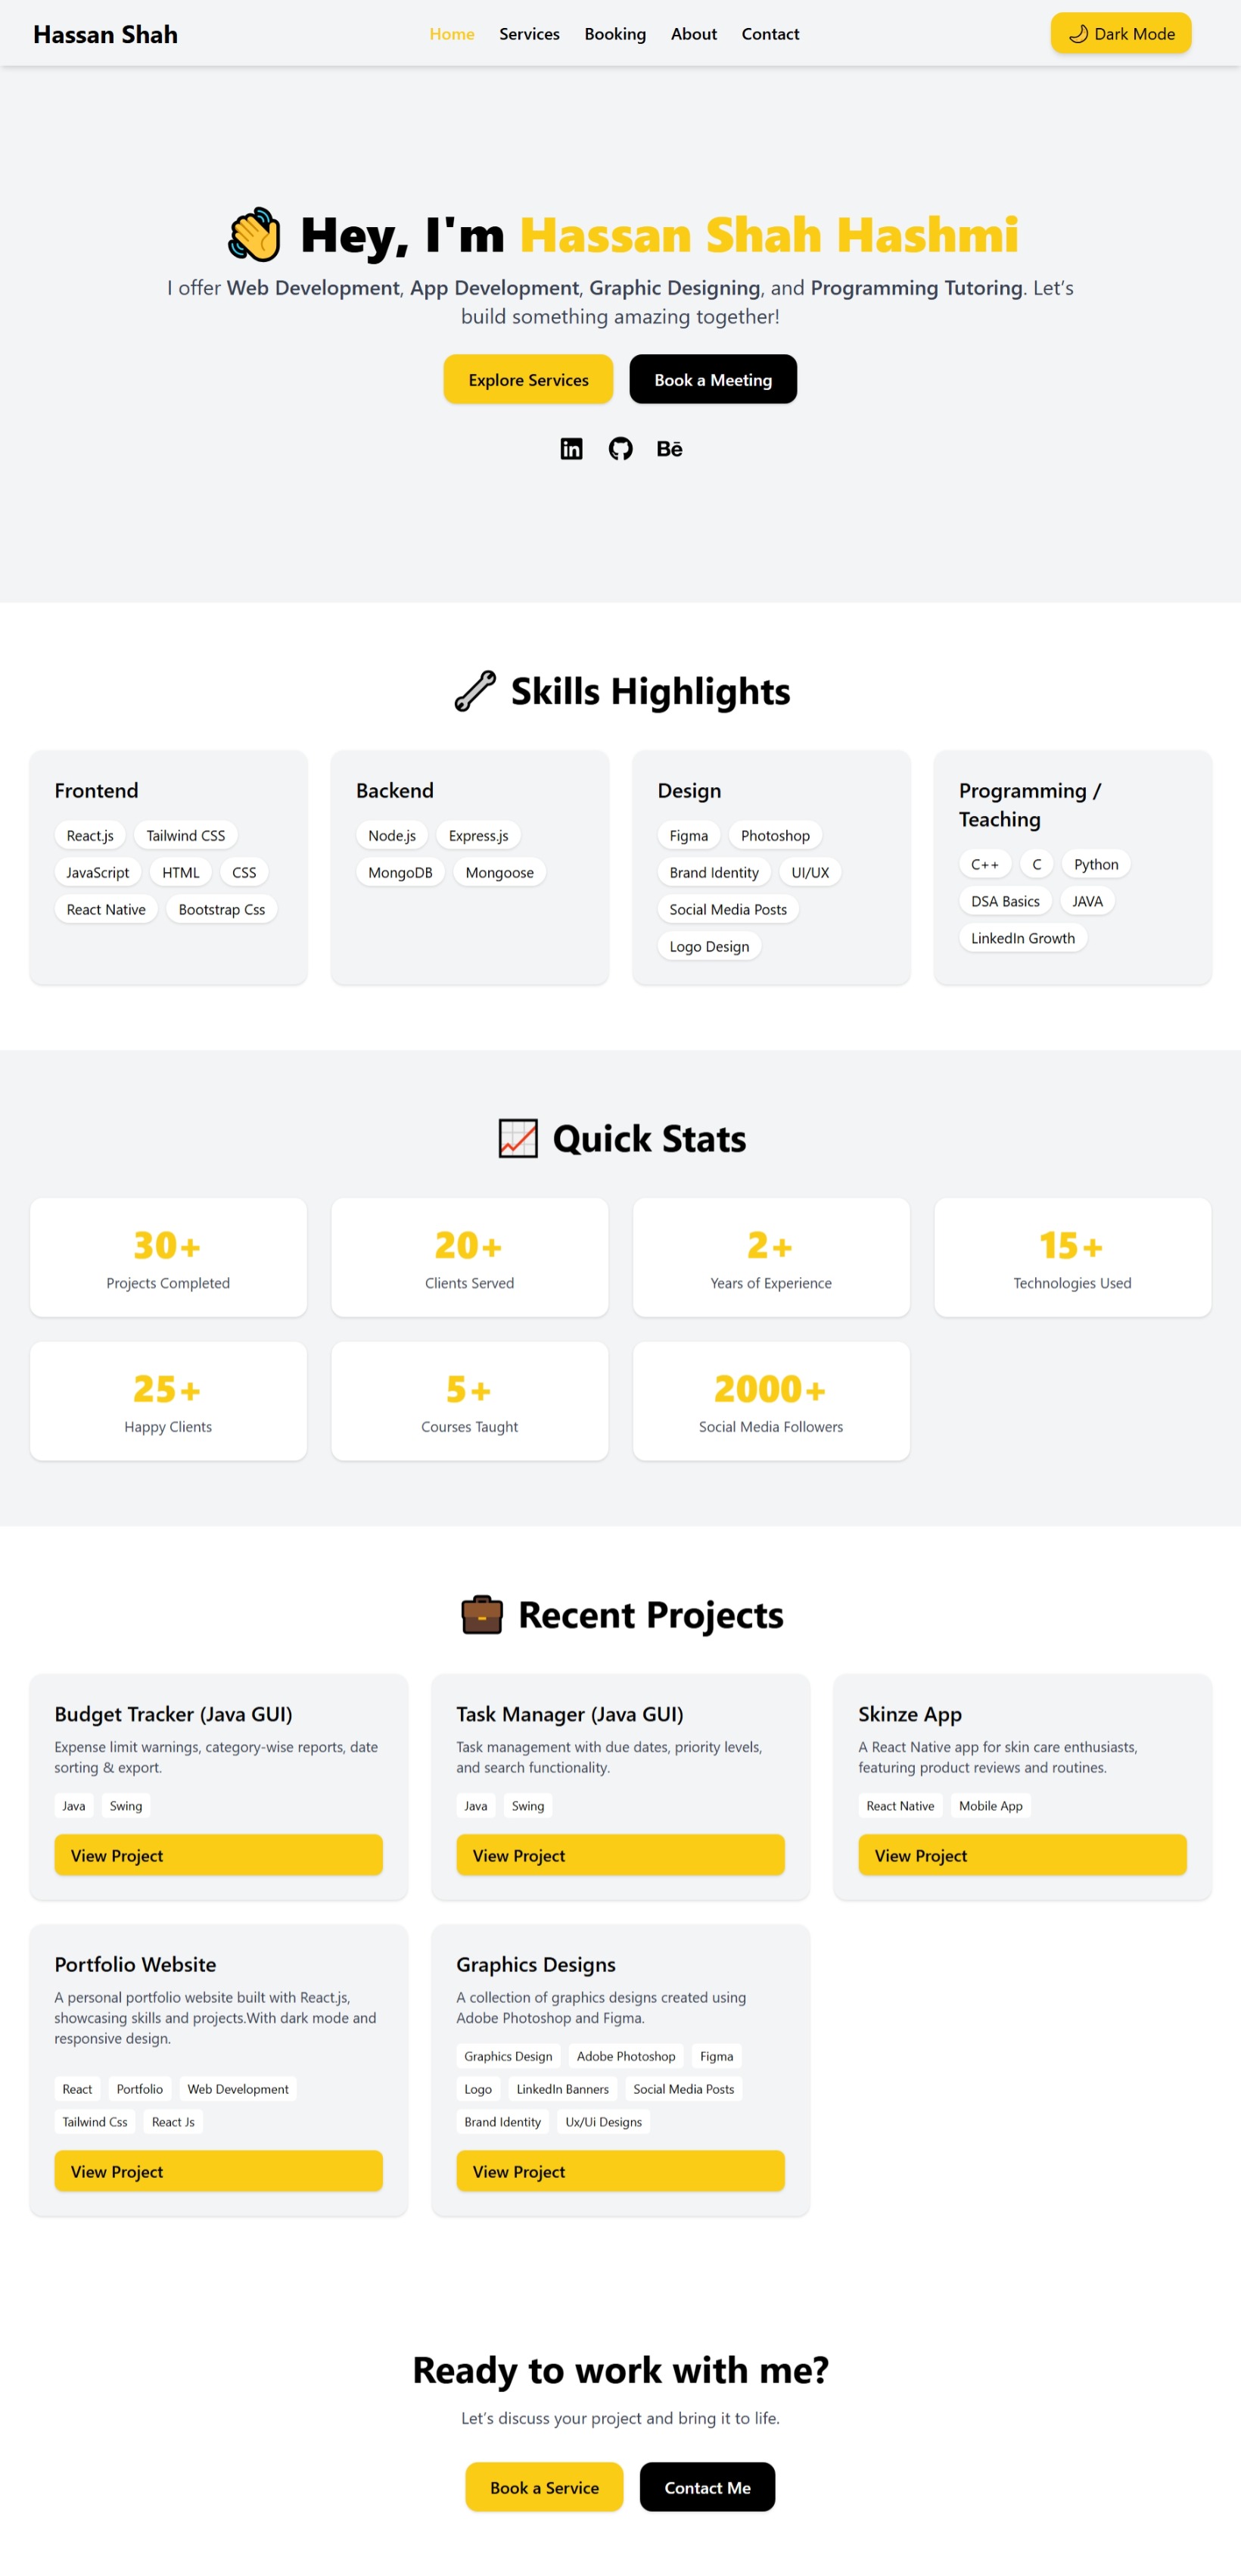 Hassan Shah
Home Services Booking About Contact
Dark Mode
Hey, I'm Hassan Shah Hashmi
I offer Web Development, App Development, Graphic Designing, and Programming Tutoring. Let’s
build something amazing together!
Explore Services Book a Meeting
in Bē
Skills Highlights
Frontend
React.js Tailwind CSS
JavaScript HTML CSS
React Native Bootstrap Css
Backend
Node.js Express.js
MongoDB Mongoose
Design
Figma Photoshop
Brand Identity UI/UX
Social Media Posts
Logo Design
Programming /
Teaching
C++ C Python
DSA Basics JAVA
LinkedIn Growth
Quick Stats
30+
Projects Completed
20+
Clients Served
2+
Years of Experience
15+
Technologies Used
25+
Happy Clients
5+
Courses Taught
2000+
Social Media Followers
Recent Projects
Budget Tracker (Java GUI)
Expense limit warnings, category-wise reports, date
sorting & export.
Java Swing
View Project
Task Manager (Java GUI)
Task management with due dates, priority levels,
and search functionality.
Java Swing
View Project
Skinze App
A React Native app for skin care enthusiasts,
featuring product reviews and routines.
React Native Mobile App
View Project
Portfolio Website
A personal portfolio website built with React.js,
showcasing skills and projects.With dark mode and
responsive design.
React Portfolio Web Development
Tailwind Css React Js
View Project
Graphics Designs
A collection of graphics designs created using
Adobe Photoshop and Figma.
Graphics Design Adobe Photoshop Figma
Logo LinkedIn Banners Social Media Posts
Brand Identity Ux/Ui Designs
View Project
Ready to work with me?
Let’s discuss your project and bring it to life.
Book a Service Contact Me